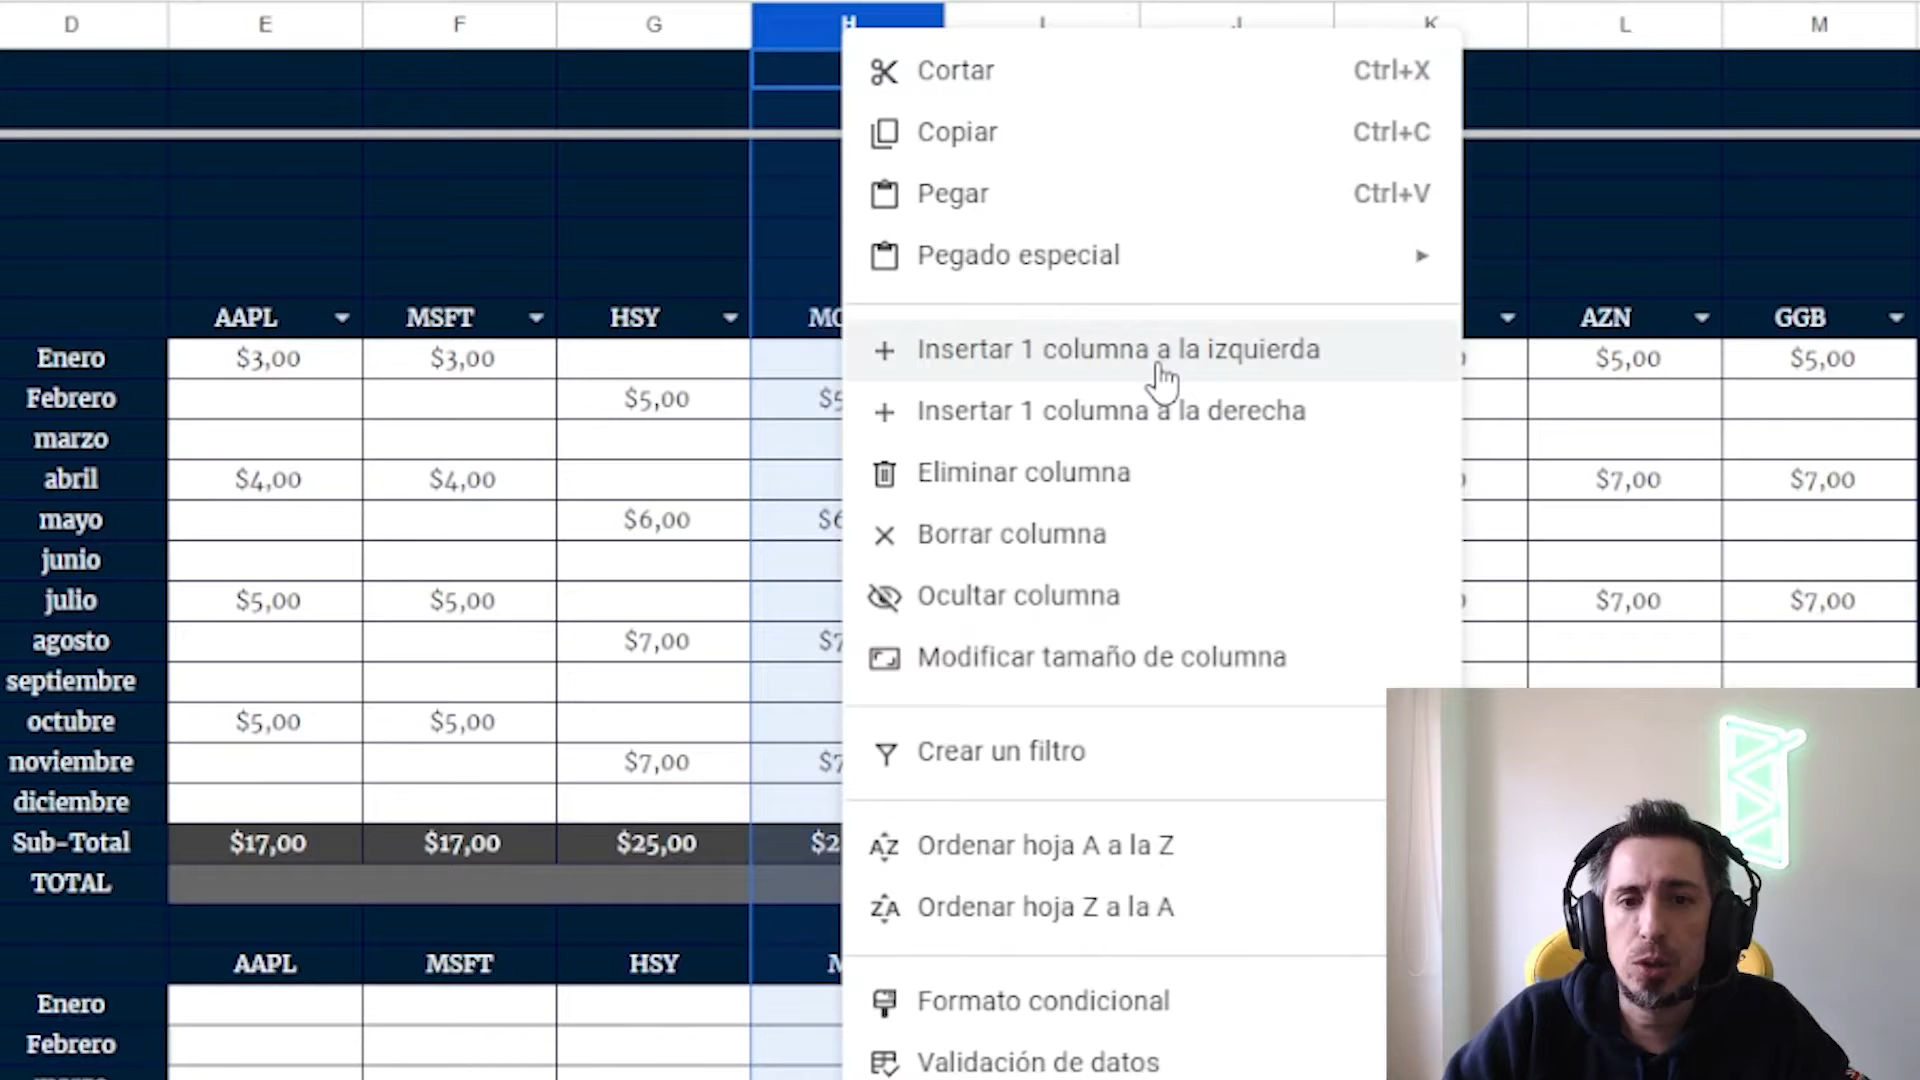 D E F G H L M
Cortar Ctrl+X
Copiar Ctrl+C
Pegar Ctrl+V
Pegado especial
Insertar 1 columna a la izquierda
Insertar 1 columna a la derecha
Eliminar columna
Borrar columna
Ocultar columna
Modificar tamaño de columna
Crear un filtro
Ordenar hoja A a la Z
Ordenar hoja Z a la A
Formato condicional
Validación de datos
AAPL MSFT HSY AZN GGB
Enero $3,00 $3,00 $5,00 $5,00
Febrero $5,00
marzo
abril $4,00 $4,00 $7,00 $7,00
mayo $6,00
junio
julio $5,00 $5,00 $7,00 $7,00
agosto $7,00
septiembre
octubre $5,00 $5,00
noviembre $7,00
diciembre
Sub-Total $17,00 $17,00 $25,00
TOTAL
AAPL MSFT HSY
Enero
Febrero